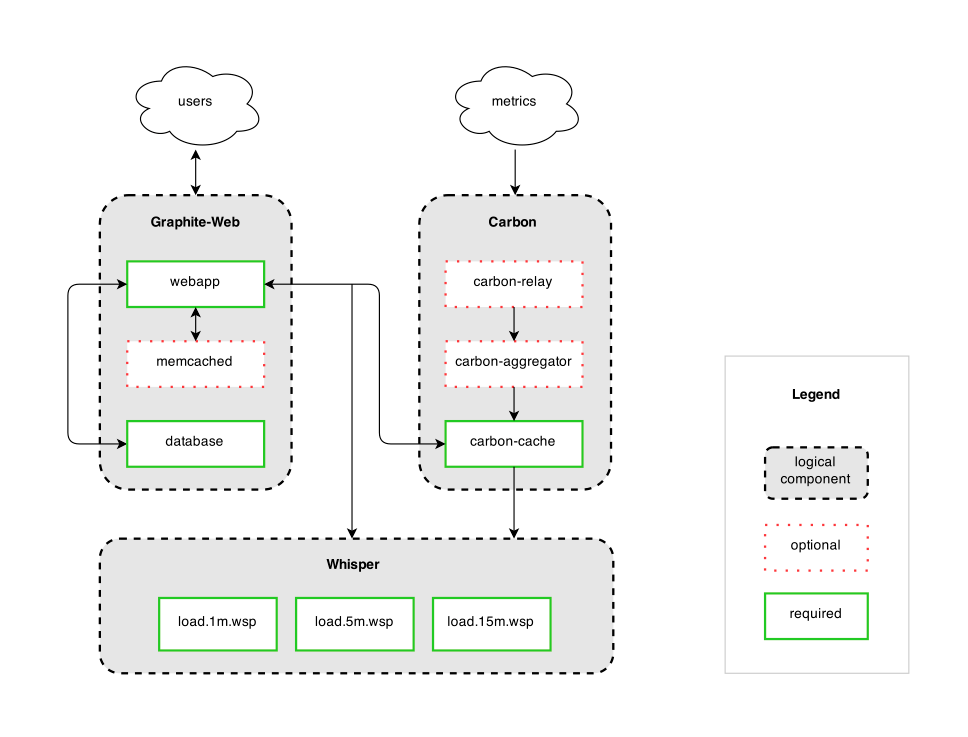 users
metrics
Graphite-Web
Carbon
webapp
carbon-relay
memcached
carbon-aggregator
database
carbon-cache
Whisper
load.1m.wsp
load.5m.wsp
load.15m.wsp
Legend
logical
component
optional
required